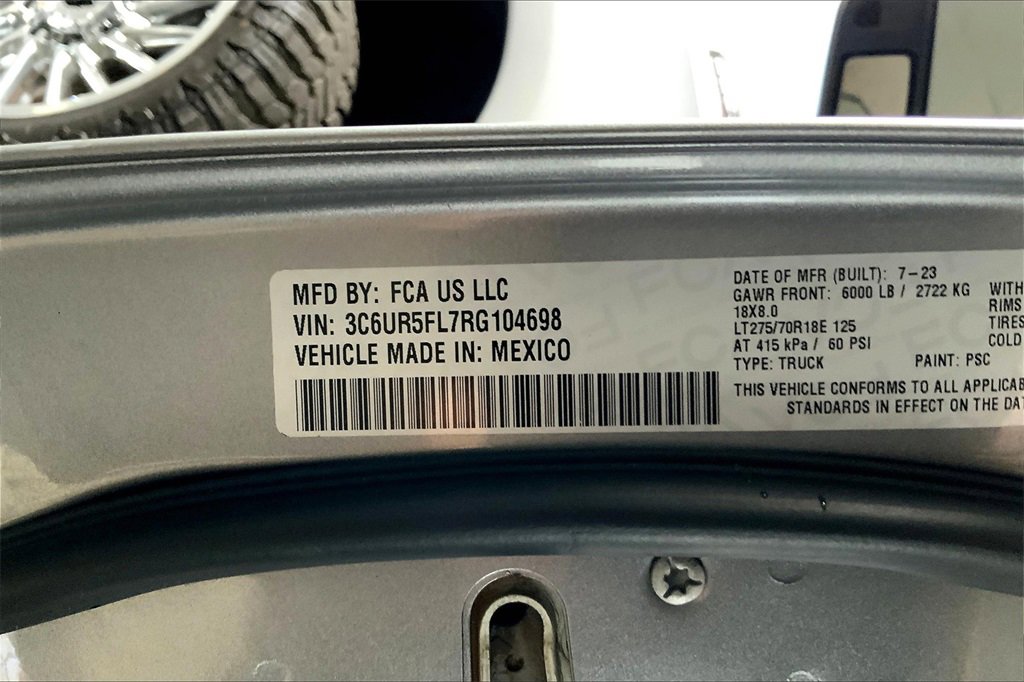 MFD BY: FCA US LLC
VIN: 3C6UR5FL7RG104698
VEHICLE MADE IN: MEXICO
DATE OF MFR (BUILT): 7-23
GAWR FRONT: 6000 LB / 2722 KG WITH
18X8.0 RIMS
LT275/70R18E 125 TIRES
AT 415 kPa / 60 PSI COLD
TYPE: TRUCK PAINT: PSC
THIS VEHICLE CONFORMS TO ALL
STANDARDS IN EFFECT ON THE